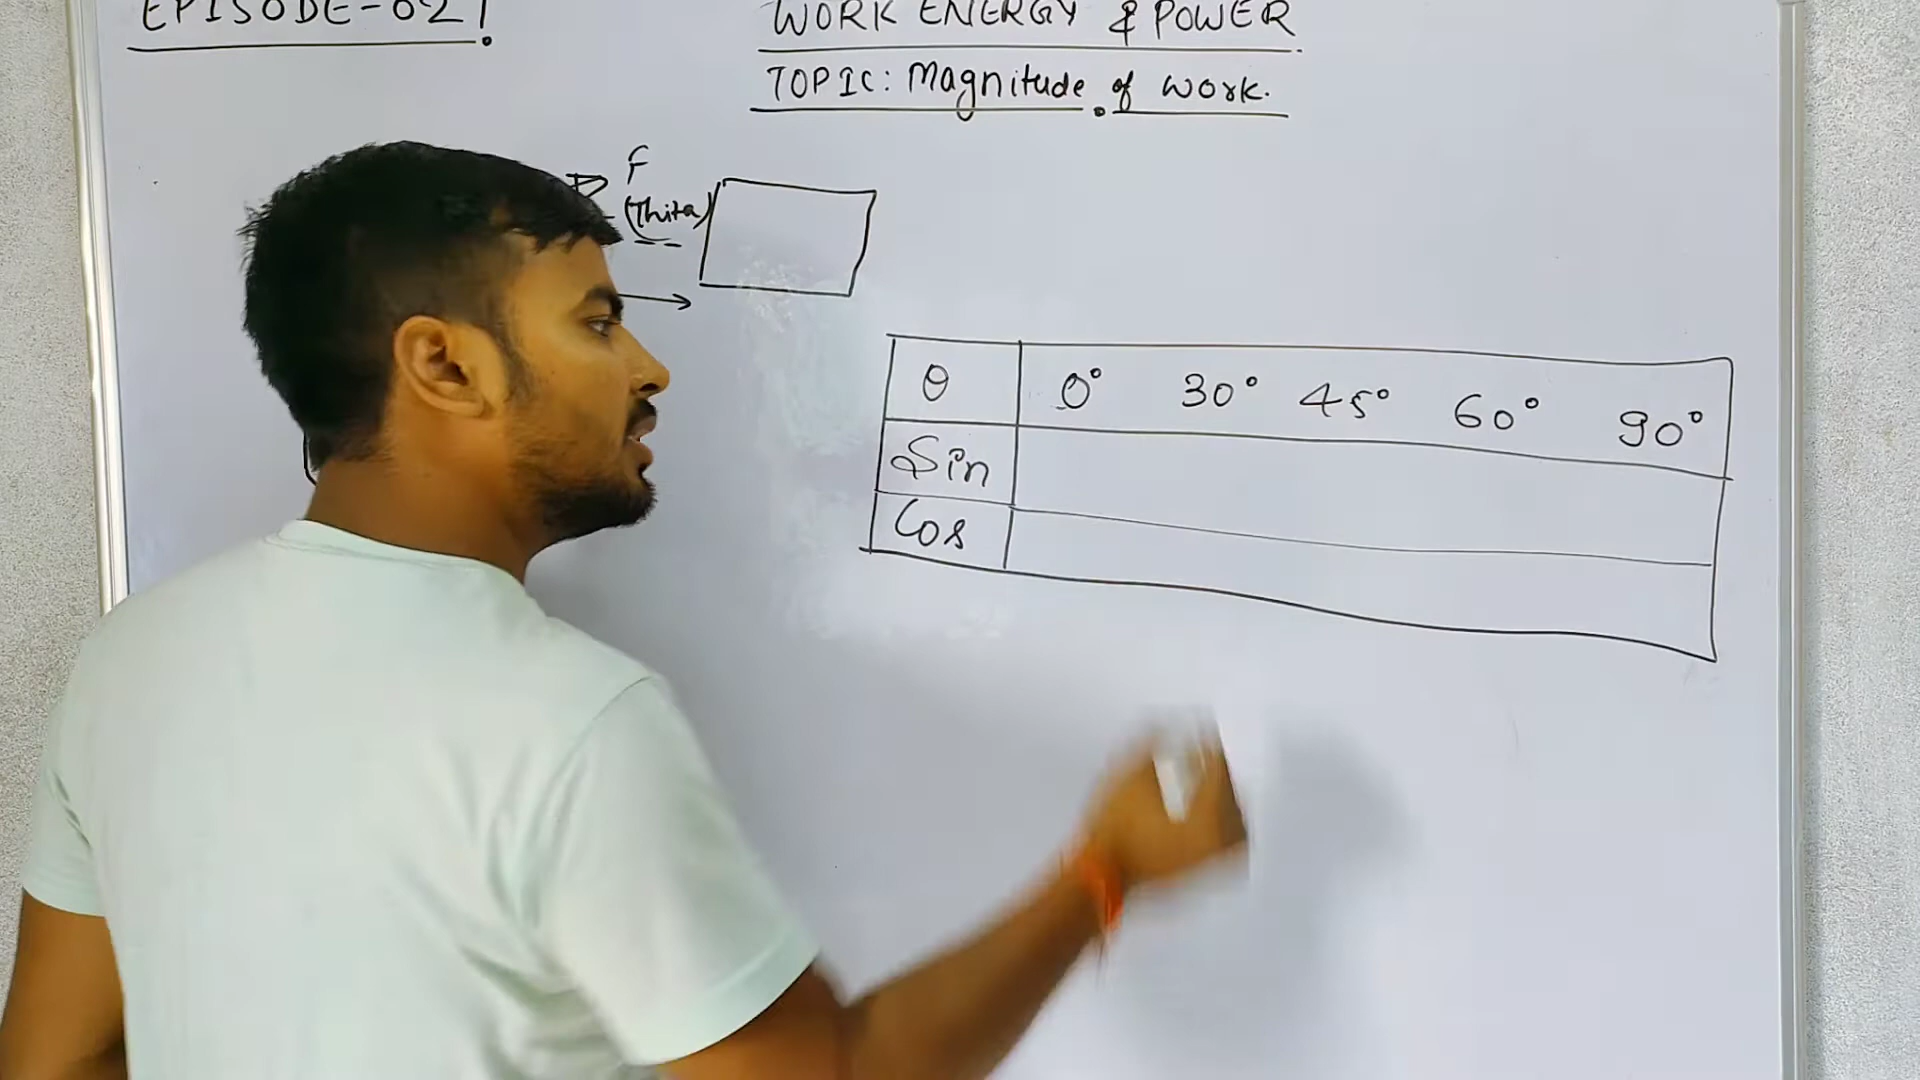 EPISODE-02!
WORK ENERGY & POWER
TOPIC: Magnitude of work.
F
(Thita)
θ 0° 30° 45° 60° 90°
Sin
Cos